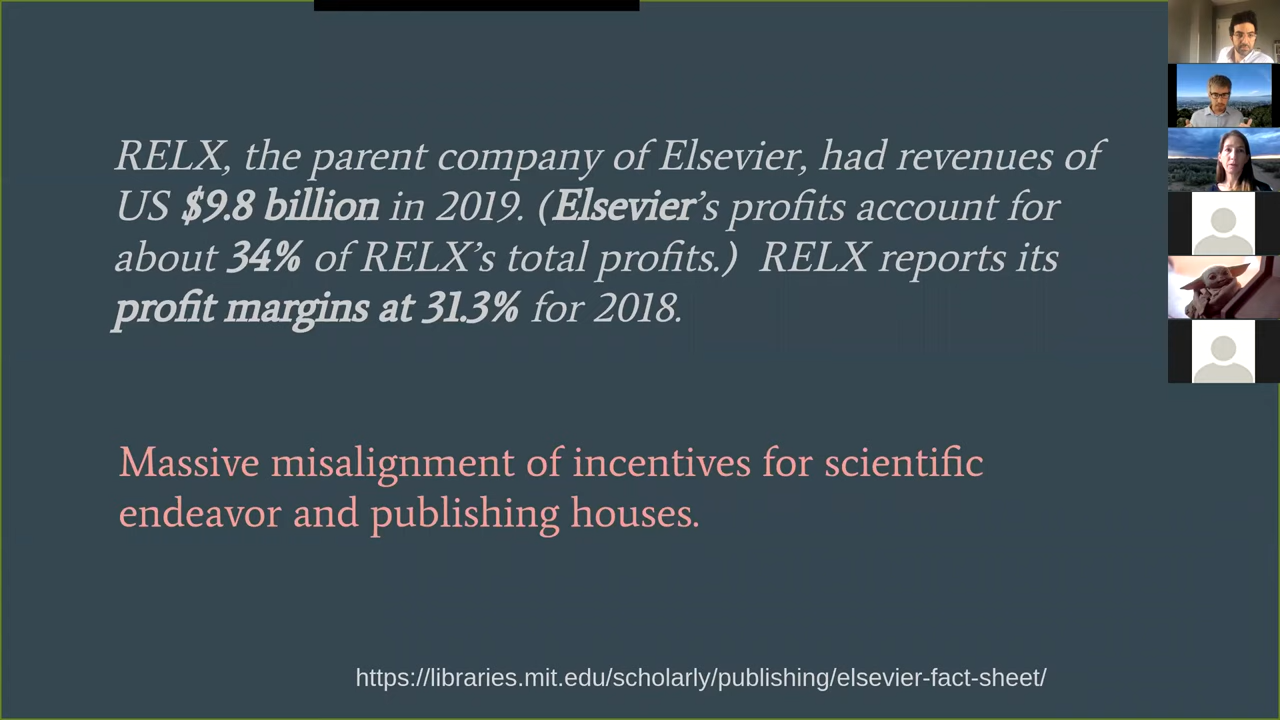 RELX, the parent company of Elsevier, had revenues of
US $9.8 billion in 2019. (Elsevier's profits account for
about 34% of RELX's total profits.) RELX reports its
profit margins at 31.3% for 2018.
Massive misalignment of incentives for scientific
endeavor and publishing houses.
https://libraries.mit.edu/scholarly/publishing/elsevier-fact-sheet/